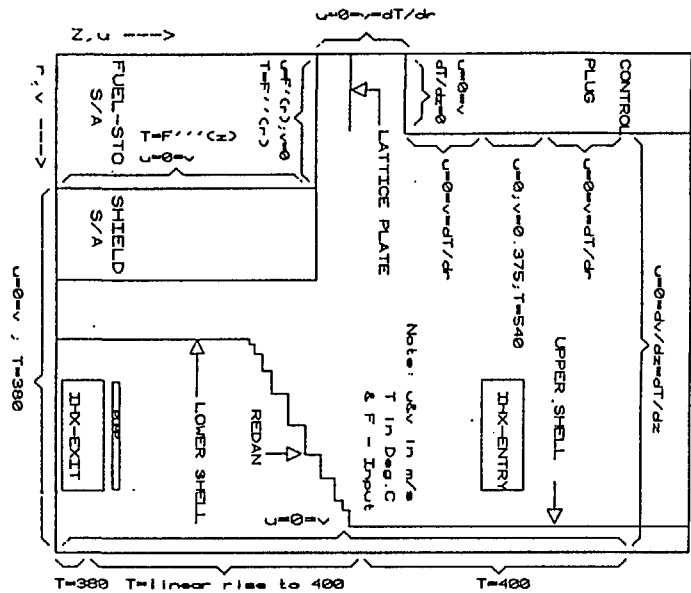 u=0=v=dT/dr
Z,u --->
r,v --->
FUEL-STO.
S/A
T=F'''(z)
u=0=v
u=F'(r);v=0
T=F''(r)
LATTICE PLATE
u=0=v
dT/dz=0
CONTROL
PLUG
u=0=v=dT/dr
u=0;v=0.375;T=540
u=0=v=dT/dr
u=0=dv/dz=dT/dz
SHIELD
S/A
Note: u&v in m/s
T in Deg.C
& F - Input
UPPER SHELL
IHX-ENTRY
REDAN
LOWER SHELL
PUMP
IHX-EXIT
u=0=v
u=0=v ; T=380
T=380
T=linear rise to 400
T=400